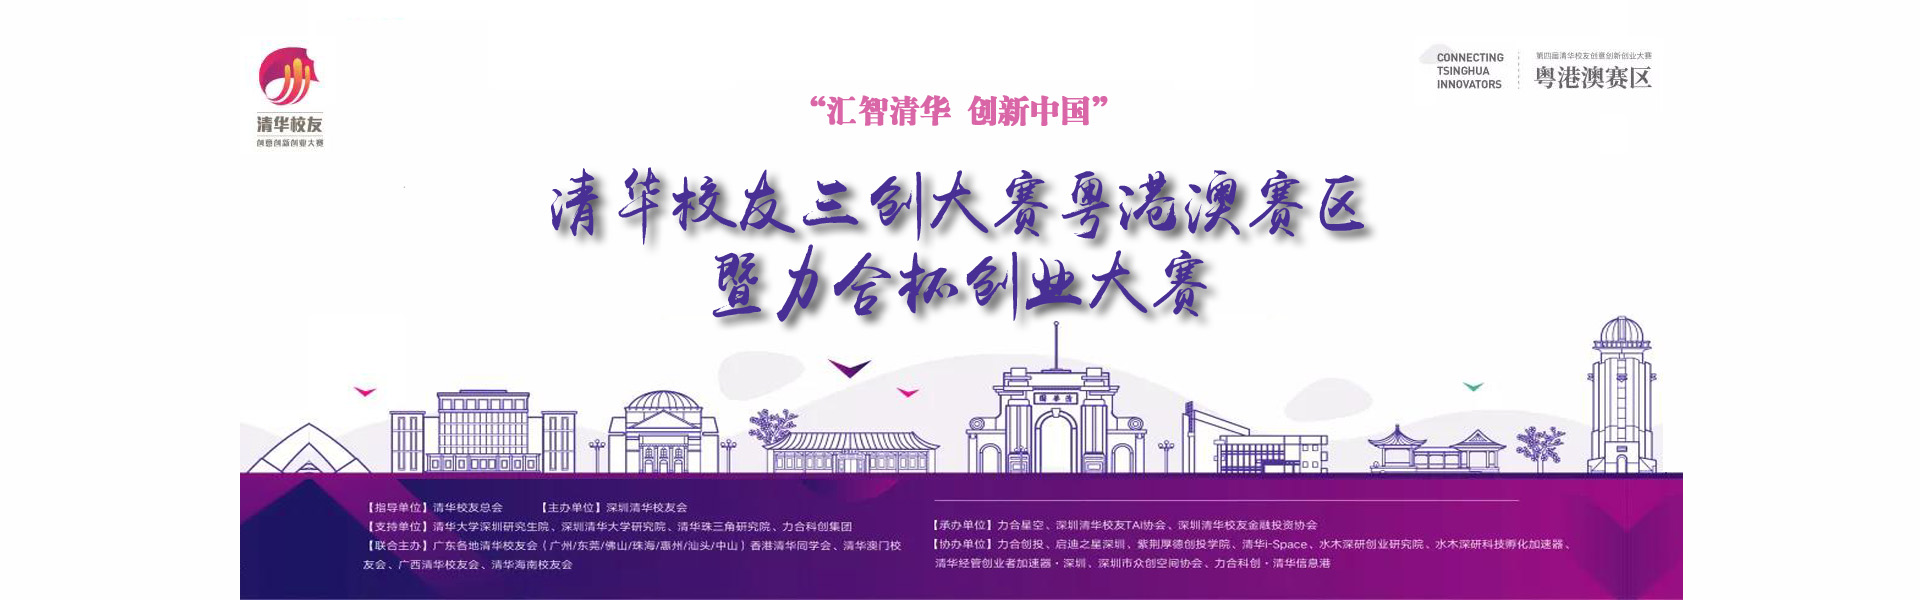 清华校友
创意创新创业大赛
CONNECTING
TSINGHUA
INNOVATORS
第四届清华校友创意创新创业大赛
粤港澳赛区
“汇智清华 创新中国”
清华校友三创大赛粤港澳赛区
暨力合杯创业大赛
園華清
【指导单位】清华校友总会 【主办单位】深圳清华校友会
【支持单位】清华大学深圳研究生院、深圳清华大学研究院、清华珠三角研究院、力合科创集团
【联合主办】广东各地清华校友会（广州/东莞/佛山/珠海/惠州/汕头/中山）香港清华同学会、清华澳门校
友会、广西清华校友会、清华海南校友会
【承办单位】力合星空、深圳清华校友TAI协会、深圳清华校友金融投资协会
【协办单位】力合创投、启迪之星深圳、紫荆厚德创投学院、清华i-Space、水木深研创业研究院、水木深研科技孵化加速器、
清华经管创业者加速器·深圳、深圳市众创空间协会、力合科创·清华信息港